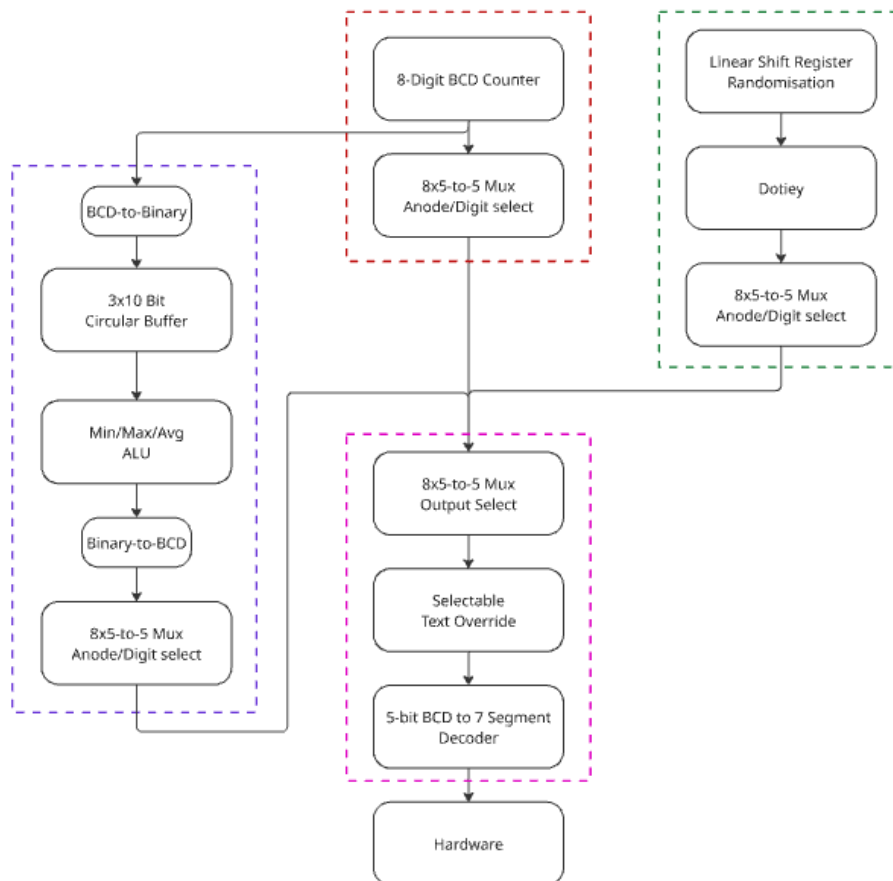 8-Digit BCD Counter
8x5-to-5 Mux
Anode/Digit select
Linear Shift Register
Randomisation
Dotiey
8x5-to-5 Mux
Anode/Digit select
BCD-to-Binary
3x10 Bit
Circular Buffer
Min/Max/Avg
ALU
Binary-to-BCD
8x5-to-5 Mux
Anode/Digit select
8x5-to-5 Mux
Output Select
Selectable
Text Override
5-bit BCD to 7 Segment
Decoder
Hardware